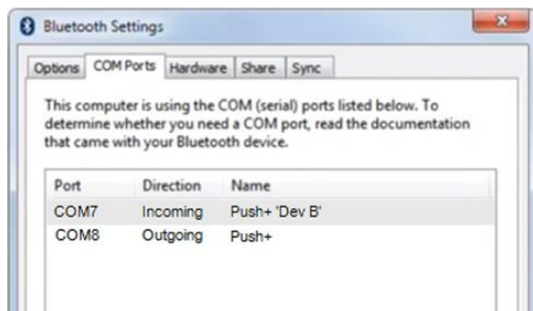 Bluetooth Settings
Options COM Ports Hardware Share Sync
This computer is using the COM (serial) ports listed below. To
determine whether you need a COM port, read the documentation
that came with your Bluetooth device.
Port Direction Name
COM7 Incoming Push+ 'Dev B'
COM8 Outgoing Push+